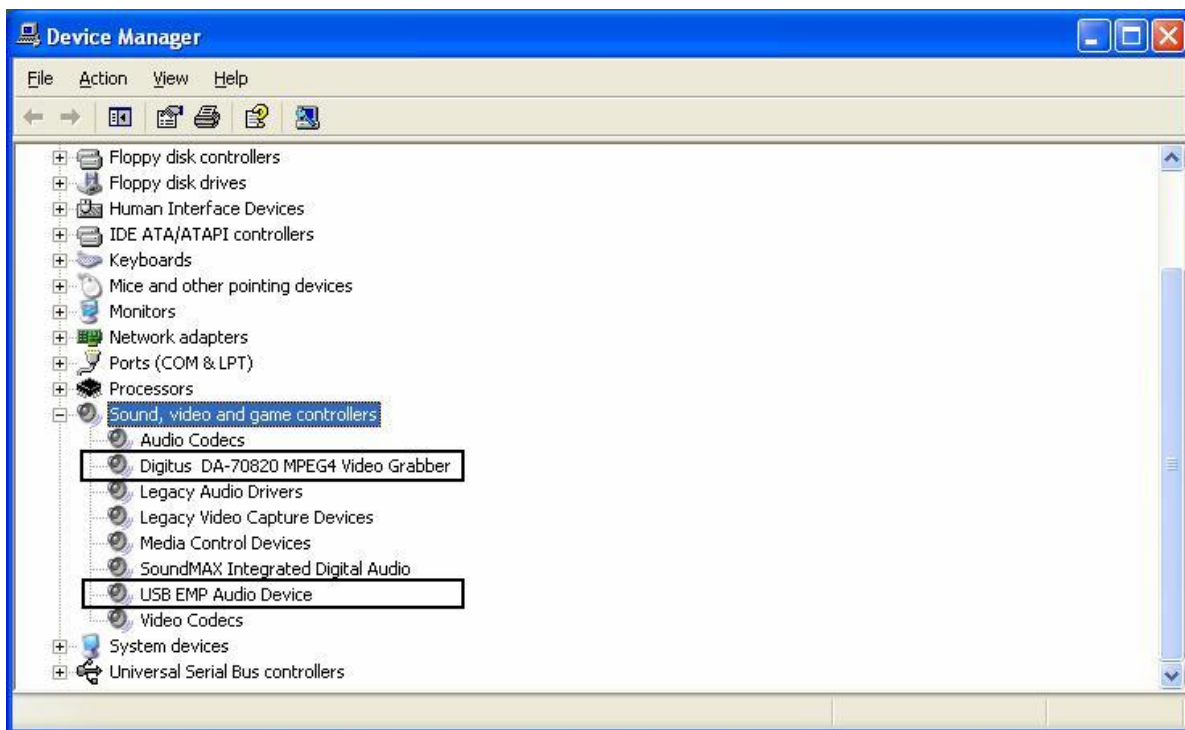 Device Manager
File Action View Help
Floppy disk controllers
Floppy disk drives
Human Interface Devices
IDE ATA/ATAPI controllers
Keyboards
Mice and other pointing devices
Monitors
Network adapters
Ports (COM & LPT)
Processors
Sound, video and game controllers
Audio Codecs
Digitus DA-70820 MPEG4 Video Grabber
Legacy Audio Drivers
Legacy Video Capture Devices
Media Control Devices
SoundMAX Integrated Digital Audio
USB EMP Audio Device
Video Codecs
System devices
Universal Serial Bus controllers